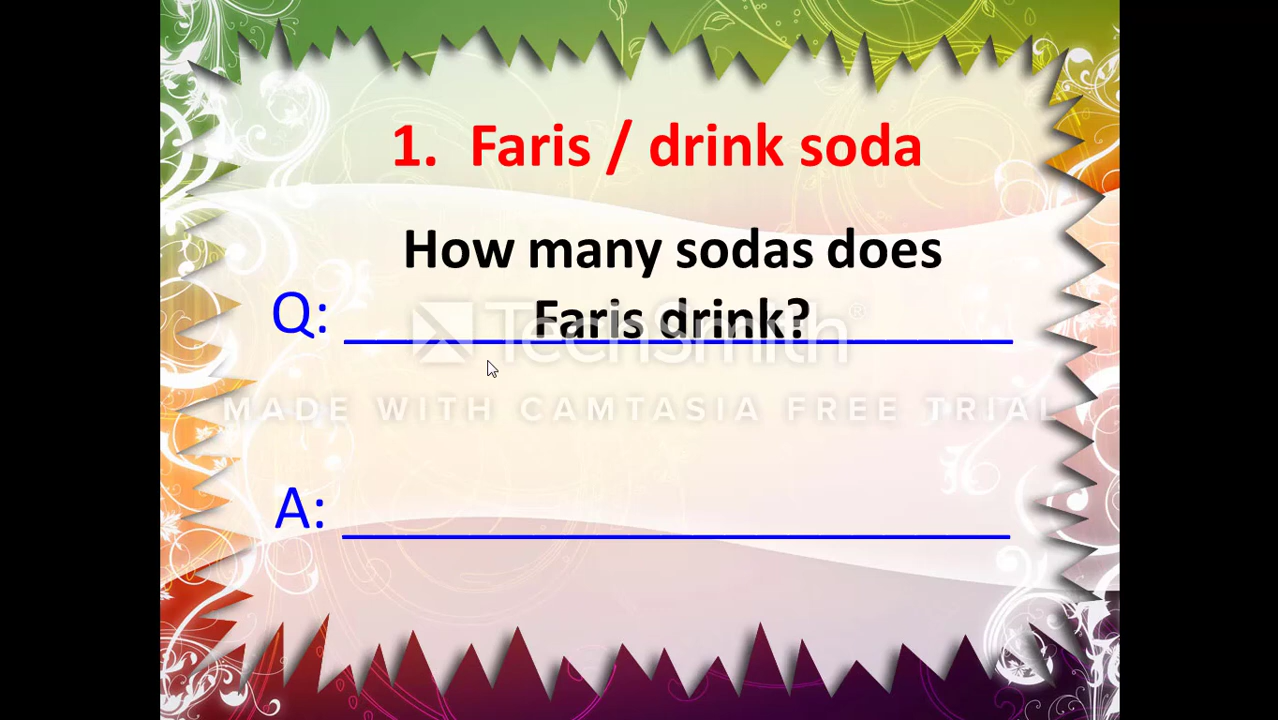 1. Faris / drink soda
How many sodas does
Q: Faris drink?
TechSmith®
MADE WITH CAMTASIA FREE TRIAL
A: